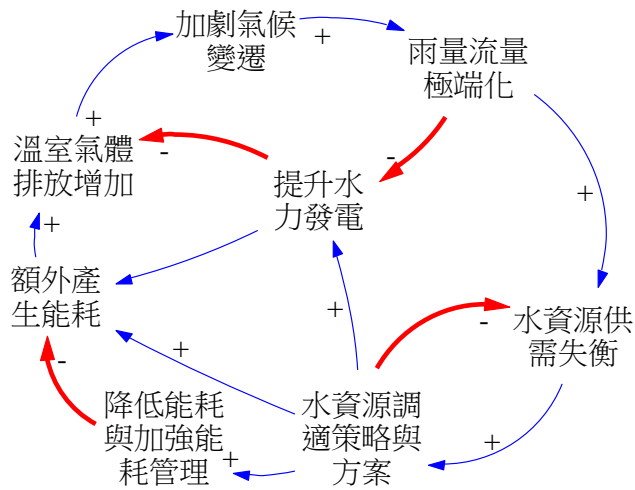 加劇氣候
變遷
+
雨量流量
極端化
+
溫室氣體
排放增加
-
-
提升水
力發電
+
+
額外產
生能耗
+
水資源供
需失衡
-
+
-
降低能耗
與加強能
耗管理
+
水資源調
適策略與
方案
+